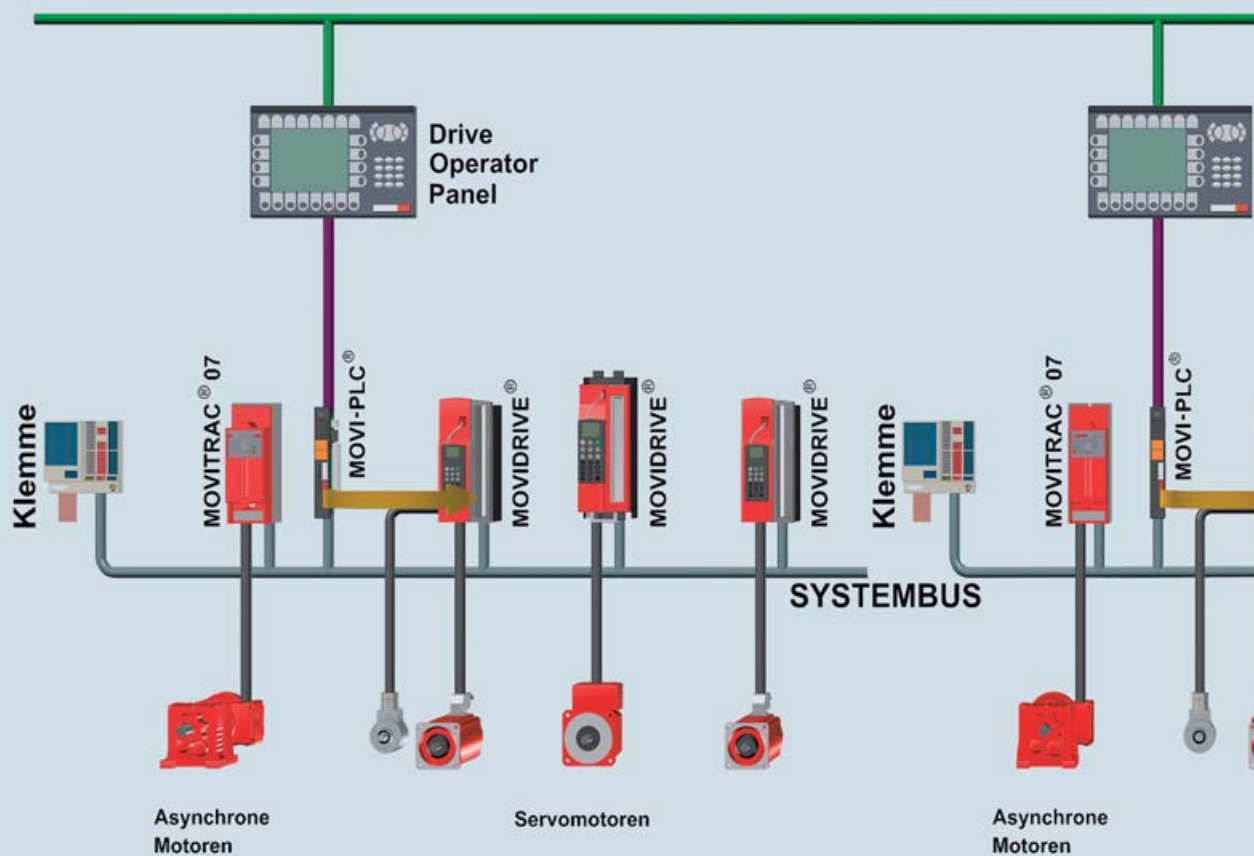 Drive
Operator
Panel
Klemme
MOVITRAC® 07
MOVI-PLC®
MOVIDRIVE®
MOVIDRIVE®
MOVIDRIVE®
Klemme
MOVITRAC® 07
MOVI-PLC®
SYSTEMBUS
Asynchrone
Motoren
Servomotoren
Asynchrone
Motoren